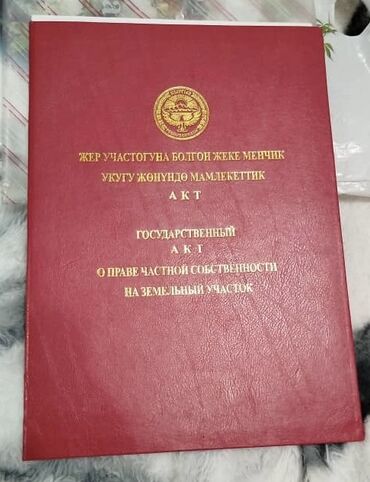 ЖЕР УЧАСТОГУНА БОЛГОН ЖЕКЕ МЕНЧИК
УКУГУ ЖӨНҮНДӨ МАМЛЕКЕТТИК
АКТ
ГОСУДАРСТВЕННЫЙ
АКТ
О ПРАВЕ ЧАСТНОЙ СОБСТВЕННОСТИ
НА ЗЕМЕЛЬНЫЙ УЧАСТОК